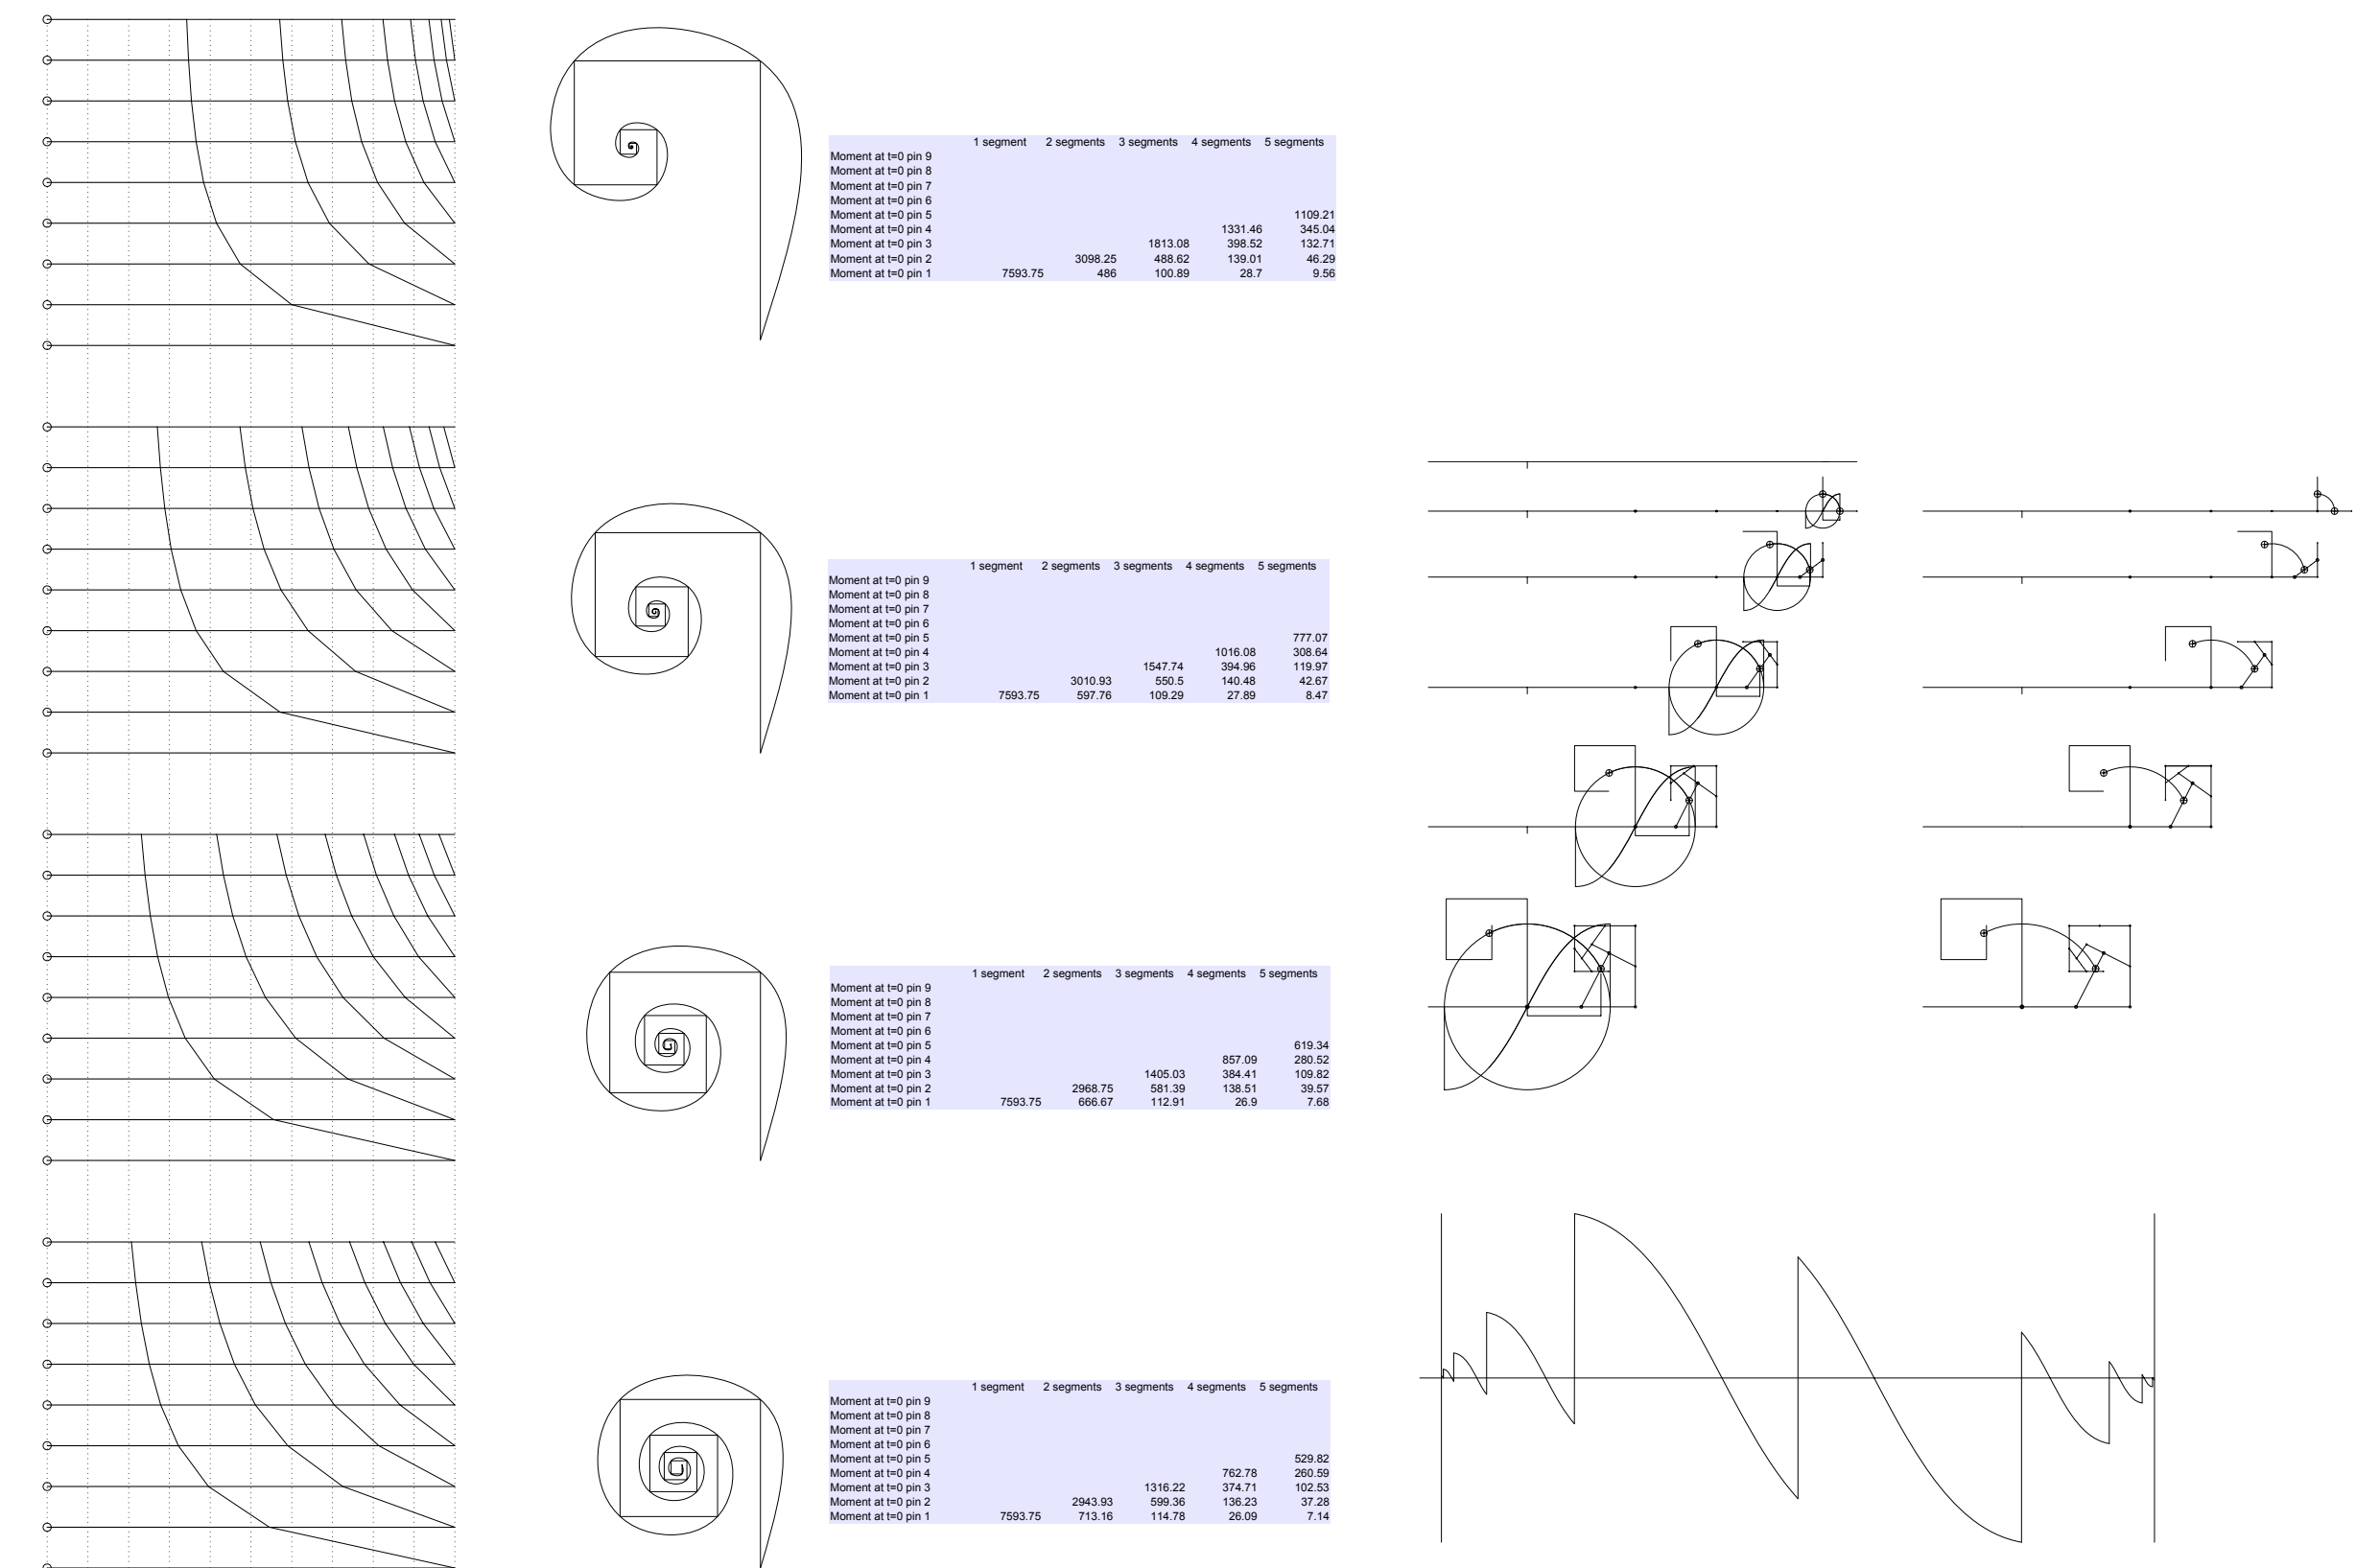 1 segment 2 segments 3 segments 4 segments 5 segments
Moment at t=0 pin 9
Moment at t=0 pin 8
Moment at t=0 pin 7
Moment at t=0 pin 6
Moment at t=0 pin 5 1109.21
Moment at t=0 pin 4 1331.46 345.04
Moment at t=0 pin 3 1813.08 398.52 132.71
Moment at t=0 pin 2 3098.25 488.62 139.01 46.29
Moment at t=0 pin 1 7593.75 486 100.89 28.7 9.56
1 segment 2 segments 3 segments 4 segments 5 segments
Moment at t=0 pin 9
Moment at t=0 pin 8
Moment at t=0 pin 7
Moment at t=0 pin 6
Moment at t=0 pin 5 777.07
Moment at t=0 pin 4 1016.08 308.64
Moment at t=0 pin 3 1547.74 394.96 119.97
Moment at t=0 pin 2 3010.93 550.5 140.48 42.67
Moment at t=0 pin 1 7593.75 597.76 109.29 27.89 8.47
1 segment 2 segments 3 segments 4 segments 5 segments
Moment at t=0 pin 9
Moment at t=0 pin 8
Moment at t=0 pin 7
Moment at t=0 pin 6
Moment at t=0 pin 5 619.34
Moment at t=0 pin 4 857.09 280.52
Moment at t=0 pin 3 1405.03 384.41 109.82
Moment at t=0 pin 2 2968.75 581.39 138.51 39.57
Moment at t=0 pin 1 7593.75 666.67 112.91 26.9 7.68
1 segment 2 segments 3 segments 4 segments 5 segments
Moment at t=0 pin 9
Moment at t=0 pin 8
Moment at t=0 pin 7
Moment at t=0 pin 6
Moment at t=0 pin 5 529.82
Moment at t=0 pin 4 762.78 260.59
Moment at t=0 pin 3 1316.22 374.71 102.53
Moment at t=0 pin 2 2943.93 599.36 136.23 37.28
Moment at t=0 pin 1 7593.75 713.16 114.78 26.09 7.14